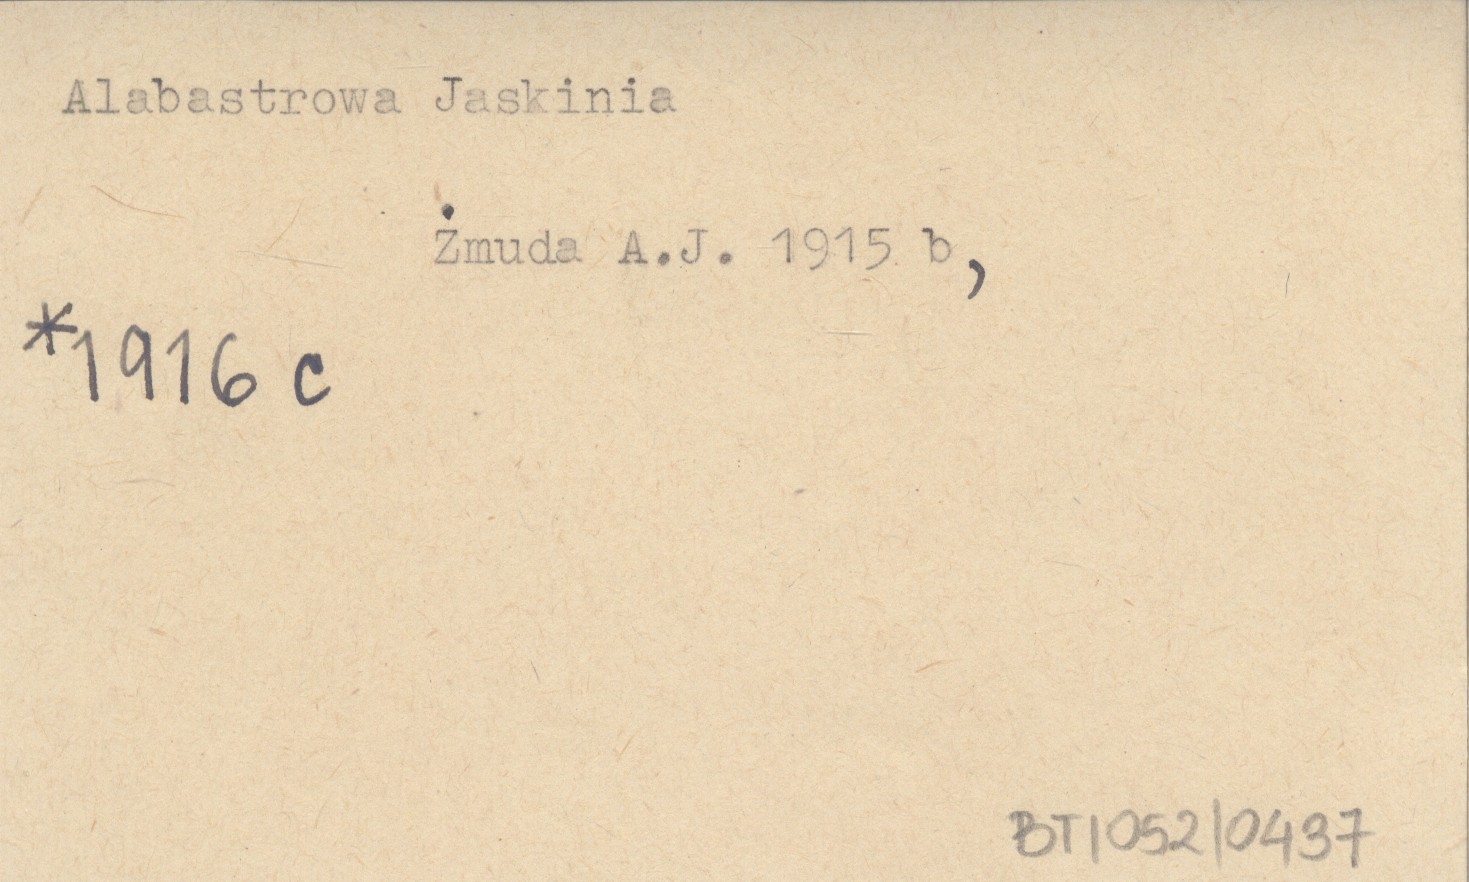 Alabastrowa Jaskinia
Żmuda A.J. 1915 b,
*1916 c
BT/052/0437